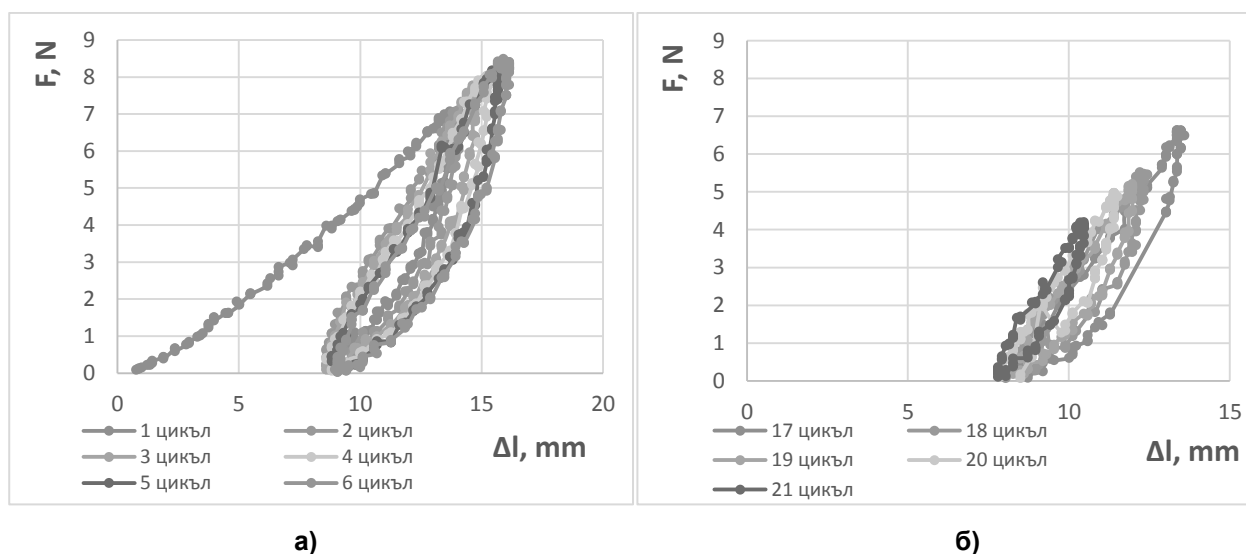 F, N
9
8
7
6
5
4
3
2
1
0
0 5 10 15 20
Δl, mm
1 цикъл 2 цикъл
3 цикъл 4 цикъл
5 цикъл 6 цикъл
а)
F, N
9
8
7
6
5
4
3
2
1
0
0 5 10 15
Δl, mm
17 цикъл 18 цикъл
19 цикъл 20 цикъл
21 цикъл
б)